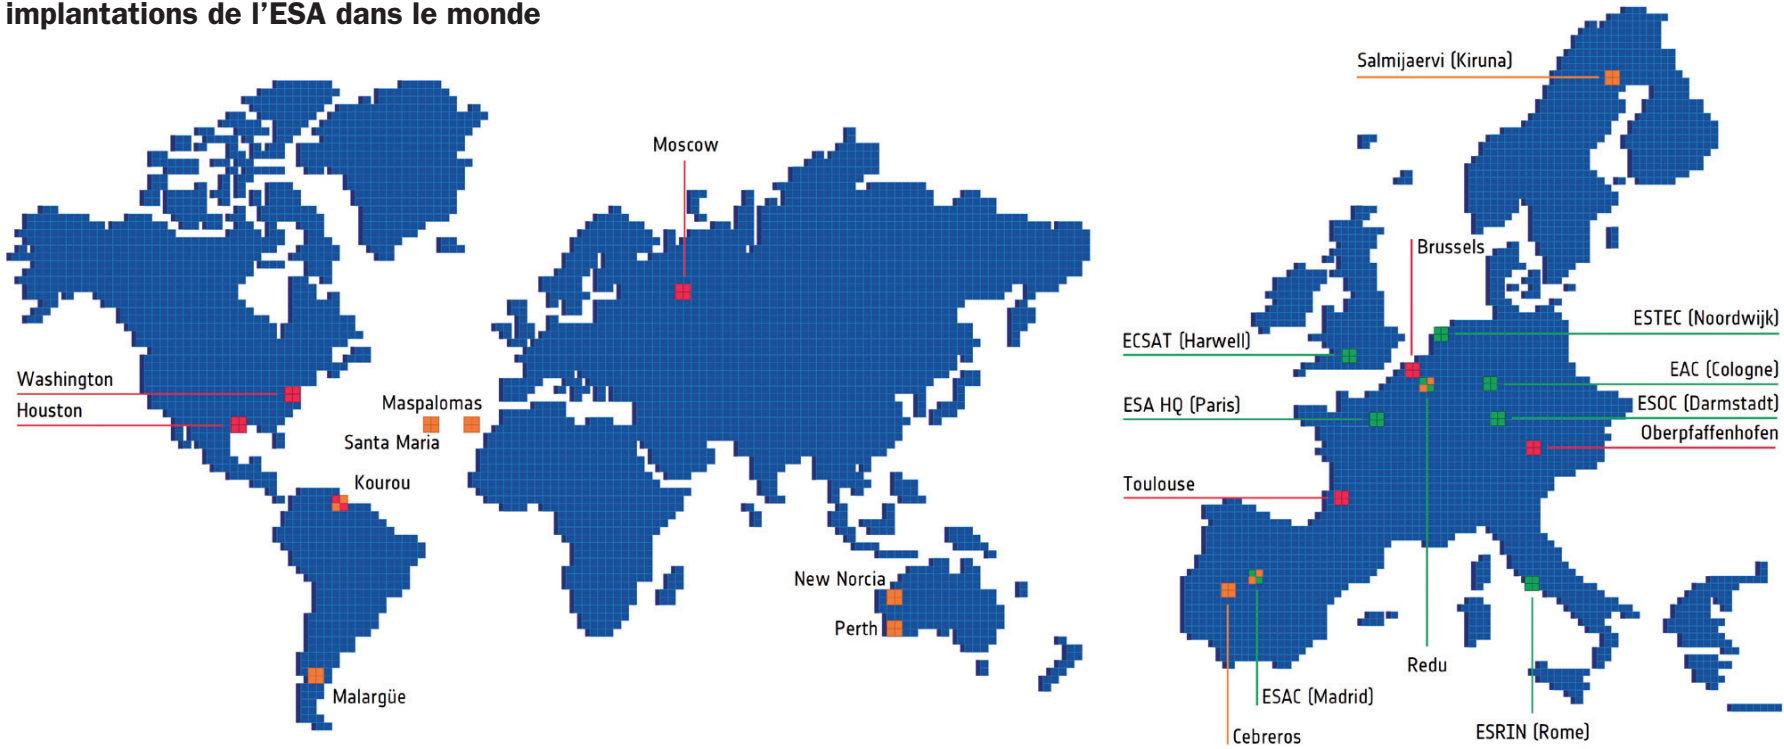 implantations de l'ESA dans le monde
Moscow
Washington
Houston
Maspalomas
Santa Maria
Kourou
New Norcia
Perth
Malargüe
Salmijaervi (Kiruna)
Brussels
ECSAT (Harwell)
ESTEC (Noordwijk)
EAC (Cologne)
ESA HQ (Paris)
ESOC (Darmstadt)
Oberpfaffenhofen
Toulouse
Redu
ESAC (Madrid)
ESRIN (Rome)
Cebreros